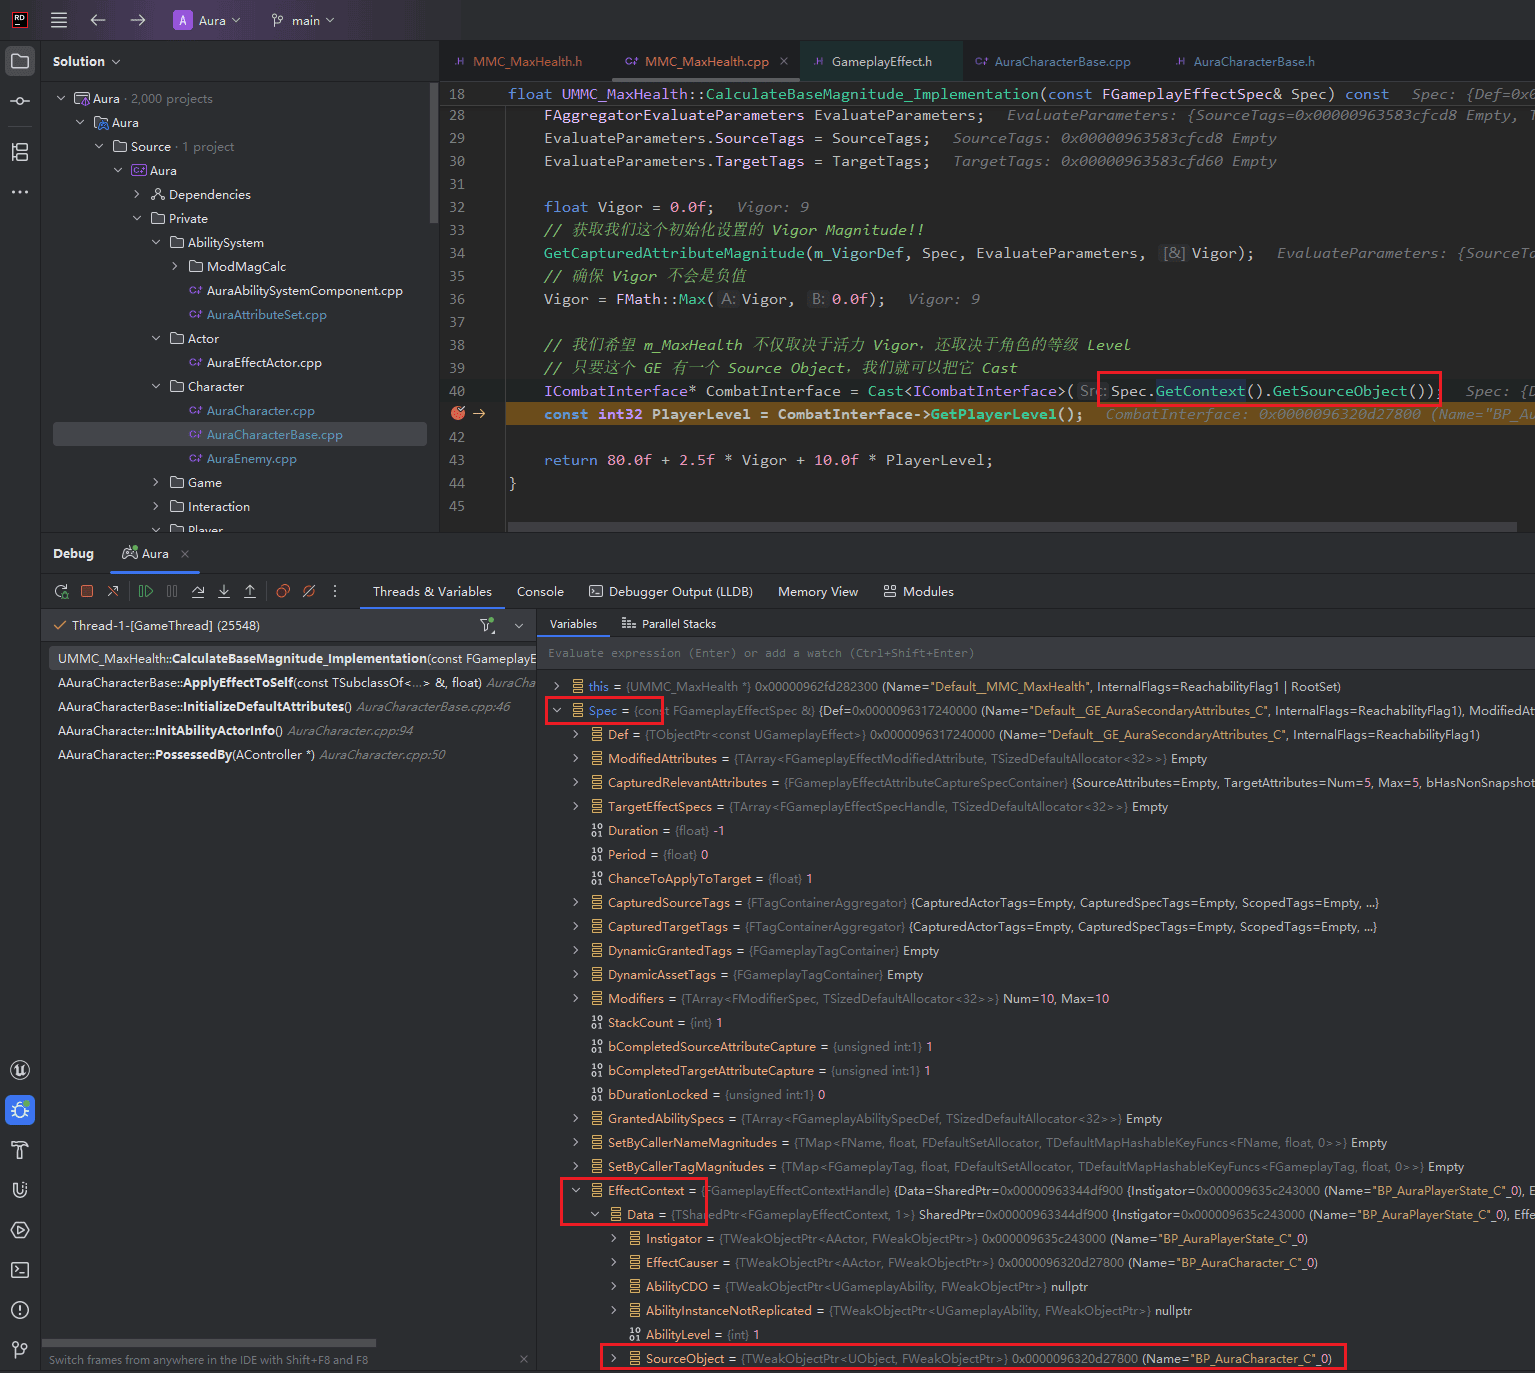 RD
A Aura main
Solution
MMC_MaxHealth.h MMC_MaxHealth.cpp GameplayEffect.h AuraCharacterBase.cpp AuraCharacterBase.h
Aura · 2,000 projects
Aura
Source · 1 project
Aura
Dependencies
Private
AbilitySystem
ModMagCalc
AuraAbilitySystemComponent.cpp
AuraAttributeSet.cpp
Actor
AuraEffectActor.cpp
Character
AuraCharacter.cpp
AuraCharacterBase.cpp
AuraEnemy.cpp
Game
Interaction
Player
18 float UMMC_MaxHealth::CalculateBaseMagnitude_Implementation(const FGameplayEffectSpec& Spec) const Spec: {Def=0x0
28 FAggregatorEvaluateParameters EvaluateParameters; EvaluateParameters: {SourceTags=0x00000963583cfcd8 Empty, T
29 EvaluateParameters.SourceTags = SourceTags; SourceTags: 0x00000963583cfcd8 Empty
30 EvaluateParameters.TargetTags = TargetTags; TargetTags: 0x00000963583cfd60 Empty
31
32 float Vigor = 0.0f; Vigor: 9
33 // 获取我们这个初始化设置的 Vigor Magnitude!!
34 GetCapturedAttributeMagnitude(m_VigorDef, Spec, EvaluateParameters, [&] Vigor); EvaluateParameters: {SourceTa
35 // 确保 Vigor 不会是负值
36 Vigor = FMath::Max( A: Vigor, B: 0.0f); Vigor: 9
37
38 // 我们希望 m_MaxHealth 不仅取决于活力 Vigor，还取决于角色的等级 Level
39 // 只要这个 GE 有一个 Source Object，我们就可以把它 Cast
40 ICombatInterface* CombatInterface = Cast<ICombatInterface>( Src: Spec.GetContext().GetSourceObject()); Spec: {D
const int32 PlayerLevel = CombatInterface->GetPlayerLevel(); CombatInterface: 0x0000096320d27800 (Name="BP_Au
42
43 return 80.0f + 2.5f * Vigor + 10.0f * PlayerLevel;
44 }
45
Debug Aura
Threads & Variables Console Debugger Output (LLDB) Memory View Modules
Thread-1-[GameThread] (25548)
UMMC_MaxHealth::CalculateBaseMagnitude_Implementation(const FGameplayE
AAuraCharacterBase::ApplyEffectToSelf(const TSubclassOf<...> &, float) AuraCha
AAuraCharacterBase::InitializeDefaultAttributes() AuraCharacterBase.cpp:46
AAuraCharacter::InitAbilityActorInfo() AuraCharacter.cpp:94
AAuraCharacter::PossessedBy(AController *) AuraCharacter.cpp:50
Switch frames from anywhere in the IDE with Shift+F8 and F8
Variables Parallel Stacks
Evaluate expression (Enter) or add a watch (Ctrl+Shift+Enter)
this = {UMMC_MaxHealth *} 0x00000962fd282300 (Name="Default__MMC_MaxHealth", InternalFlags=ReachabilityFlag1 | RootSet)
Spec = {const FGameplayEffectSpec &} {Def=0x0000096317240000 (Name="Default__GE_AuraSecondaryAttributes_C", InternalFlags=ReachabilityFlag1), ModifiedAt
Def = {TObjectPtr<const UGameplayEffect>} 0x0000096317240000 (Name="Default__GE_AuraSecondaryAttributes_C", InternalFlags=ReachabilityFlag1)
ModifiedAttributes = {TArray<FGameplayEffectModifiedAttribute, TSizedDefaultAllocator<32>>} Empty
CapturedRelevantAttributes = {FGameplayEffectAttributeCaptureSpecContainer} {SourceAttributes=Empty, TargetAttributes=Num=5, Max=5, bHasNonSnapshot
TargetEffectSpecs = {TArray<FGameplayEffectSpecHandle, TSizedDefaultAllocator<32>>} Empty
Duration = {float} -1
Period = {float} 0
ChanceToApplyToTarget = {float} 1
CapturedSourceTags = {FTagContainerAggregator} {CapturedActorTags=Empty, CapturedSpecTags=Empty, ScopedTags=Empty, ...}
CapturedTargetTags = {FTagContainerAggregator} {CapturedActorTags=Empty, CapturedSpecTags=Empty, ScopedTags=Empty, ...}
DynamicGrantedTags = {FGameplayTagContainer} Empty
DynamicAssetTags = {FGameplayTagContainer} Empty
Modifiers = {TArray<FModifierSpec, TSizedDefaultAllocator<32>>} Num=10, Max=10
StackCount = {int} 1
bCompletedSourceAttributeCapture = {unsigned int:1} 1
bCompletedTargetAttributeCapture = {unsigned int:1} 1
bDurationLocked = {unsigned int:1} 0
GrantedAbilitySpecs = {TArray<FGameplayAbilitySpecDef, TSizedDefaultAllocator<32>>} Empty
SetByCallerNameMagnitudes = {TMap<FName, float, FDefaultSetAllocator, TDefaultMapHashableKeyFuncs<FName, float, 0>>} Empty
SetByCallerTagMagnitudes = {TMap<FGameplayTag, float, FDefaultSetAllocator, TDefaultMapHashableKeyFuncs<FGameplayTag, float, 0>>} Empty
EffectContext = {FGameplayEffectContextHandle} {Data=SharedPtr=0x00000963344df900 {Instigator=0x000009635c243000 (Name="BP_AuraPlayerState_C"_0), E
Data = {TSharedPtr<FGameplayEffectContext, 1>} SharedPtr=0x00000963344df900 {Instigator=0x000009635c243000 (Name="BP_AuraPlayerState_C"_0), Effe
Instigator = {TWeakObjectPtr<AActor, FWeakObjectPtr>} 0x000009635c243000 (Name="BP_AuraPlayerState_C"_0)
EffectCauser = {TWeakObjectPtr<AActor, FWeakObjectPtr>} 0x0000096320d27800 (Name="BP_AuraCharacter_C"_0)
AbilityCDO = {TWeakObjectPtr<UGameplayAbility, FWeakObjectPtr>} nullptr
AbilityInstanceNotReplicated = {TWeakObjectPtr<UGameplayAbility, FWeakObjectPtr>} nullptr
AbilityLevel = {int} 1
SourceObject = {TWeakObjectPtr<UObject, FWeakObjectPtr>} 0x0000096320d27800 (Name="BP_AuraCharacter_C"_0)